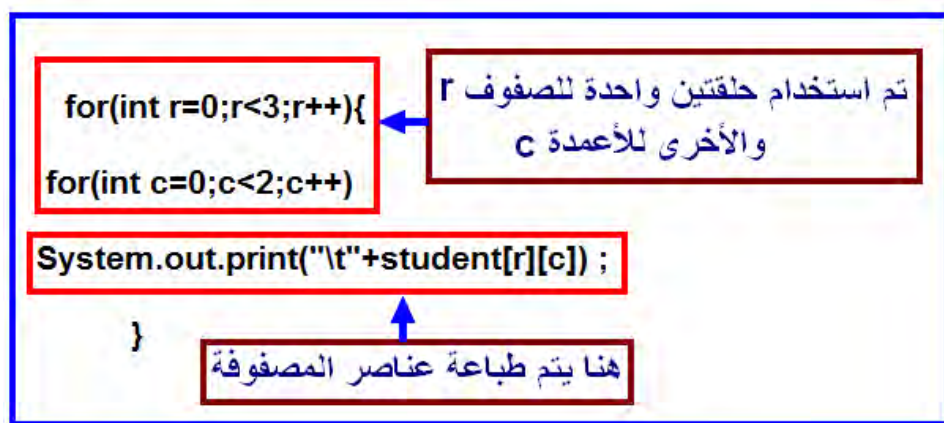 for(int r=0;r<3;r++){
تم استخدام حلقتين واحدة للصفوف r
والأخرى للأعمدة c
for(int c=0;c<2;c++)
System.out.print("\t"+student[r][c]) ;
}
هنا يتم طباعة عناصر المصفوفة